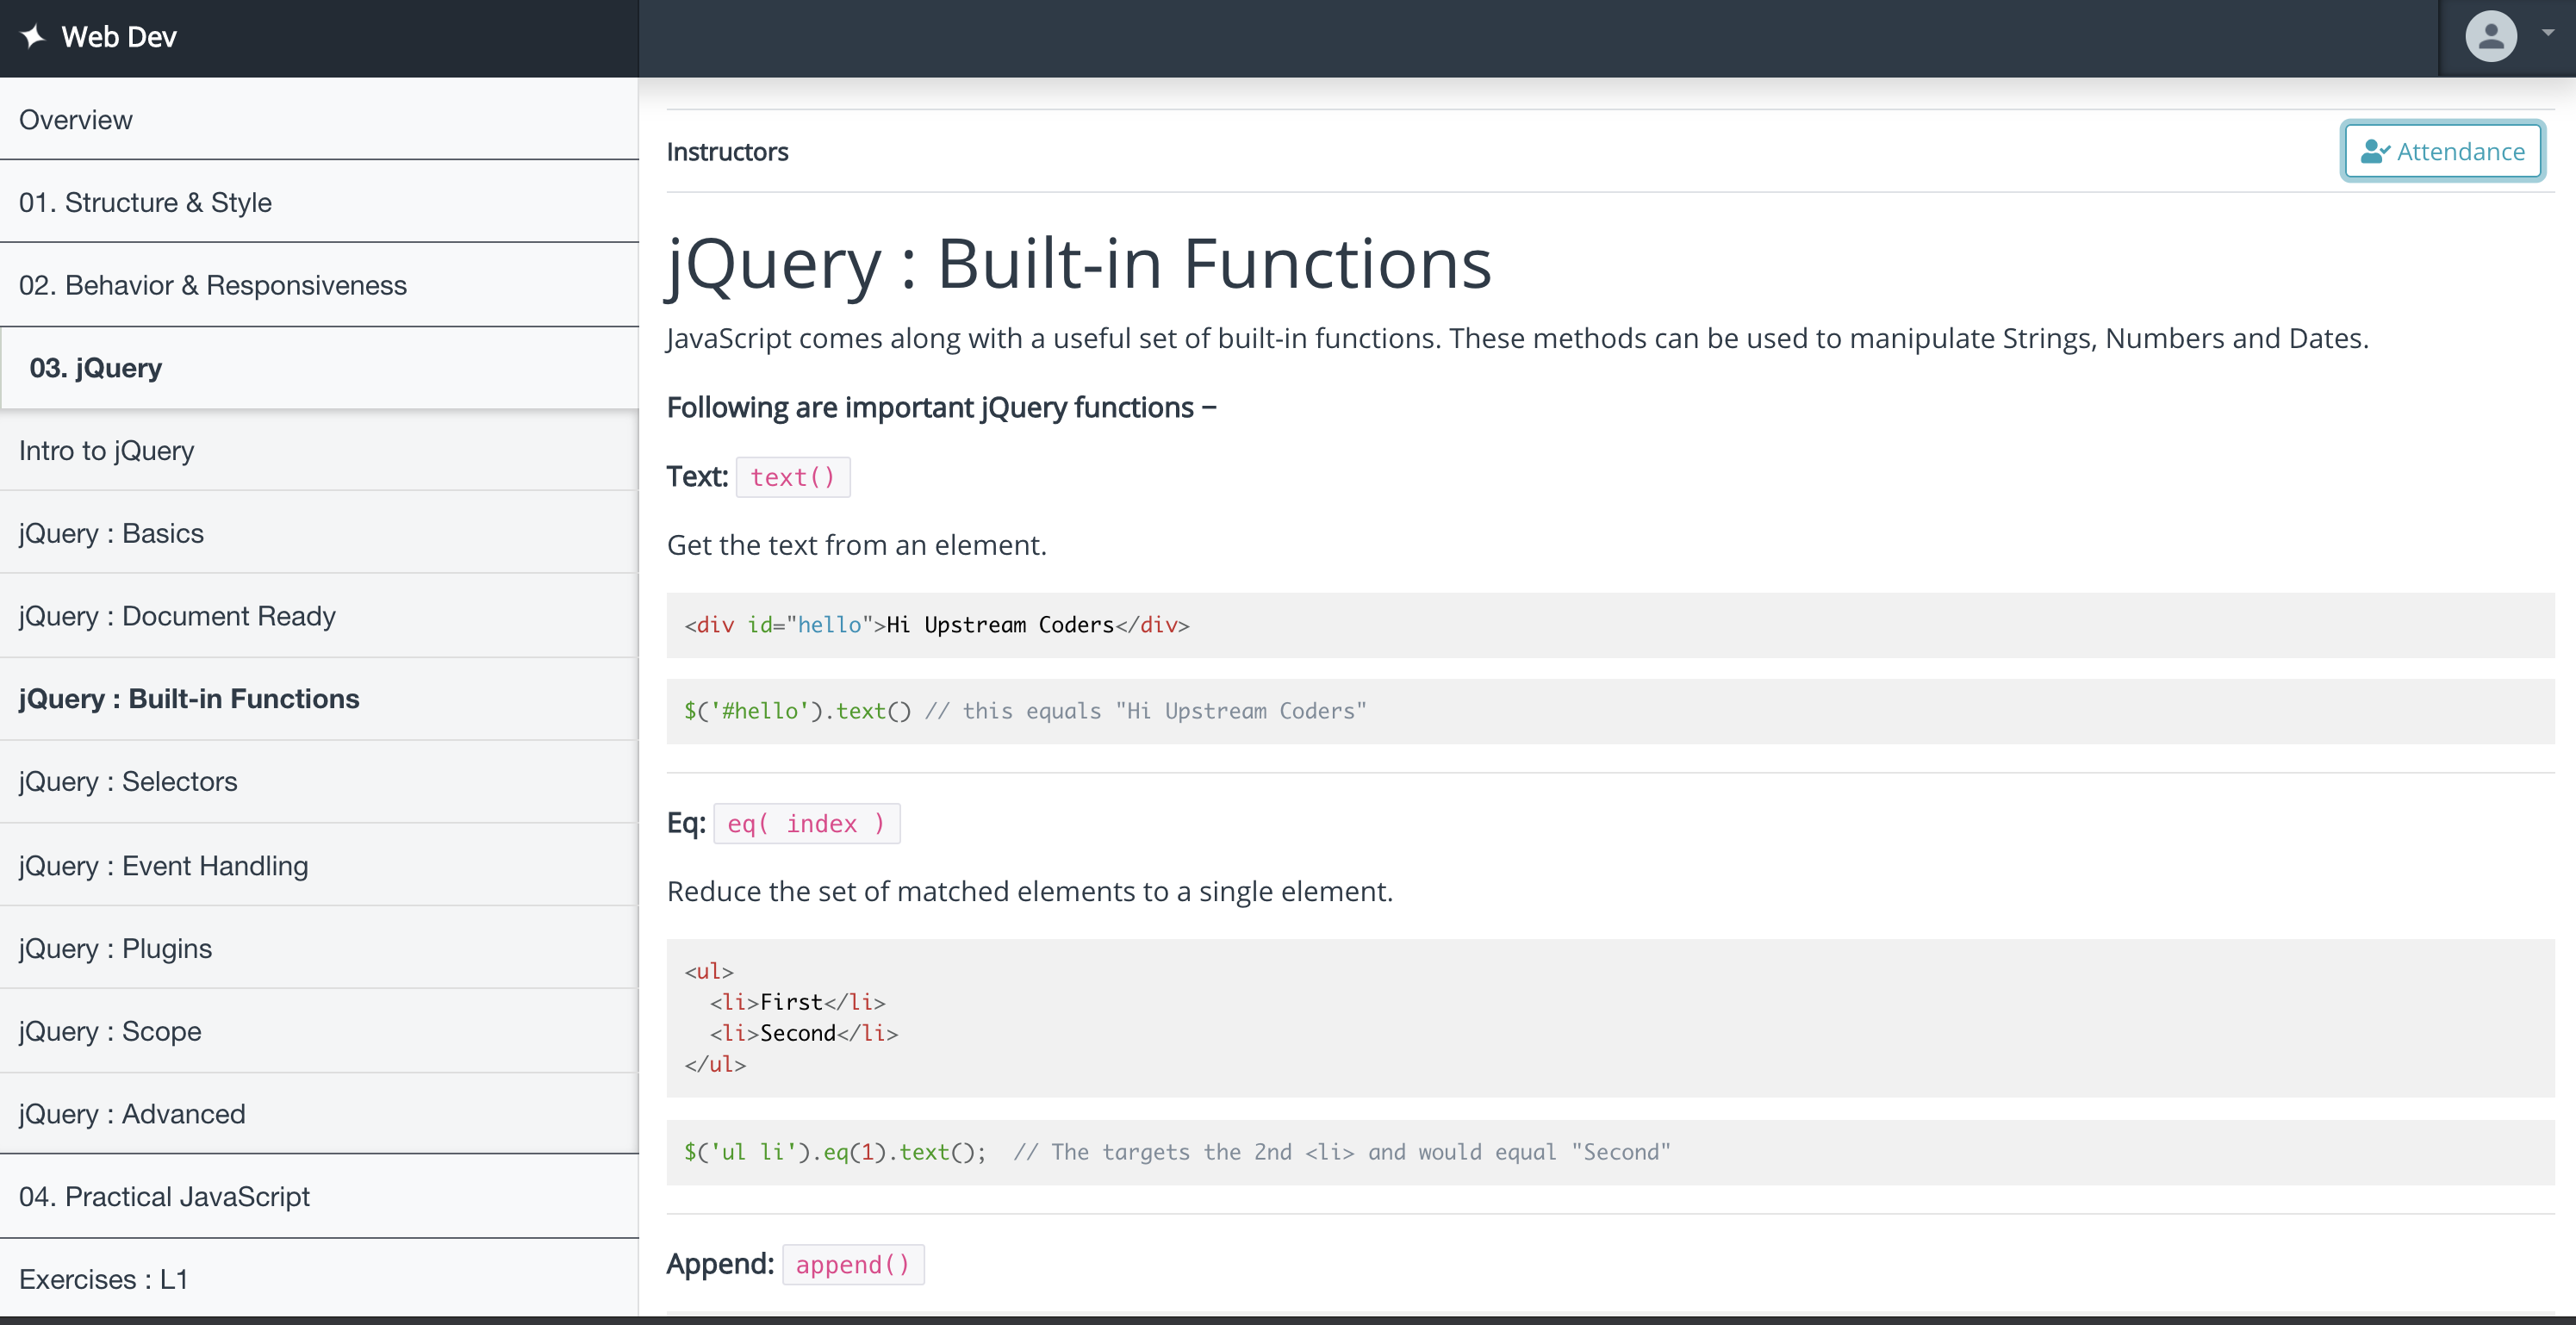 Web Dev
Overview
01. Structure & Style
02. Behavior & Responsiveness
03. jQuery
Intro to jQuery
jQuery : Basics
jQuery : Document Ready
jQuery : Built-in Functions
jQuery : Selectors
jQuery : Event Handling
jQuery : Plugins
jQuery : Scope
jQuery : Advanced
04. Practical JavaScript
Exercises : L1
Instructors
Attendance
jQuery : Built-in Functions
JavaScript comes along with a useful set of built-in functions. These methods can be used to manipulate Strings, Numbers and Dates.
Following are important jQuery functions −
Text: text()
Get the text from an element.
<div id="hello">Hi Upstream Coders</div>
$('#hello').text() // this equals "Hi Upstream Coders"
Eq: eq( index )
Reduce the set of matched elements to a single element.
<ul>
  <li>First</li>
  <li>Second</li>
</ul>
$('ul li').eq(1).text();  // The targets the 2nd <li> and would equal "Second"
Append: append()